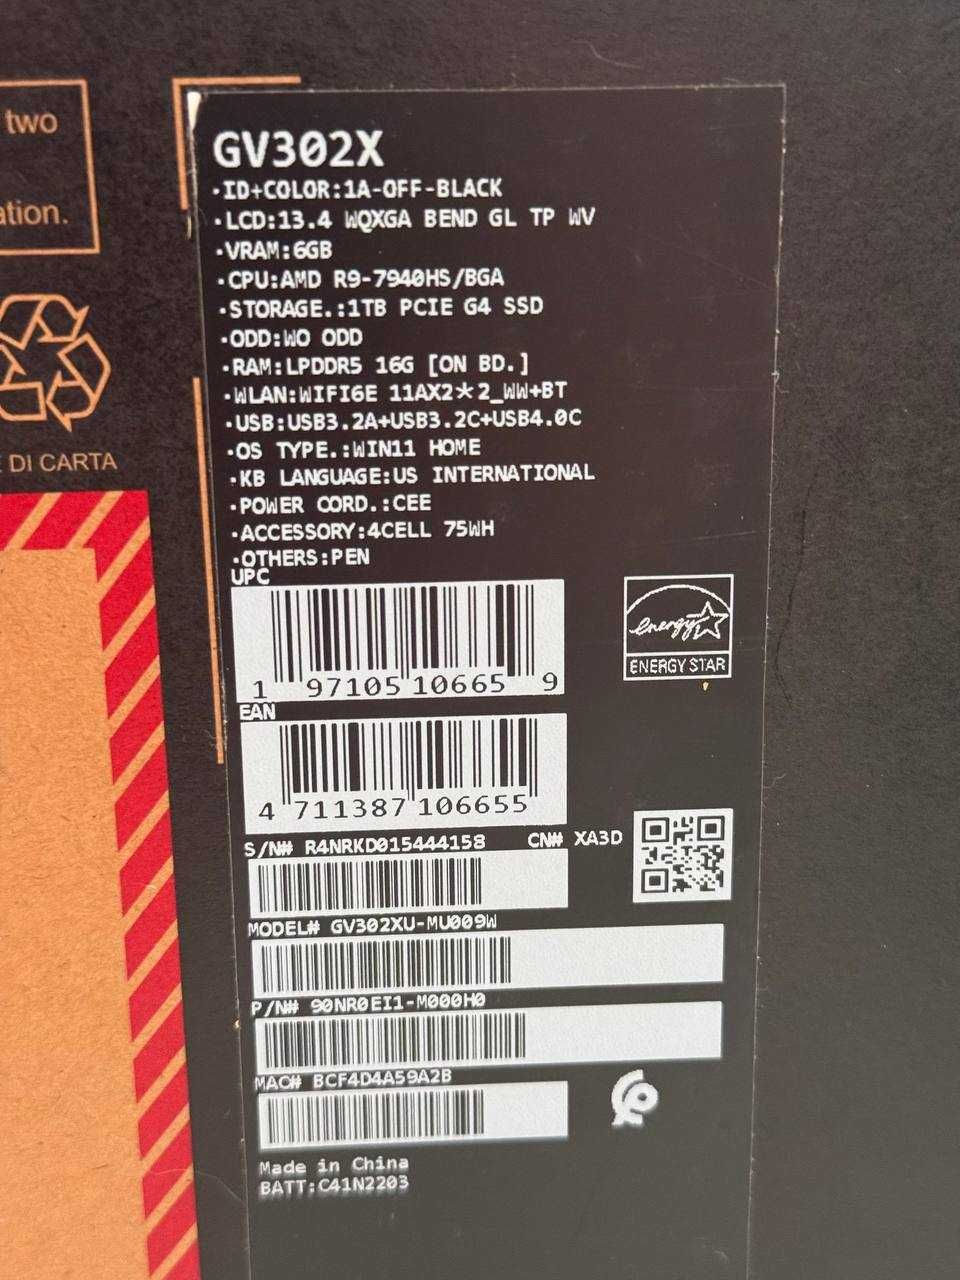 two
ation.
DI CARTA
GV302X
·ID+COLOR:1A-OFF-BLACK
·LCD:13.4 WQXGA BEND GL TP WV
·VRAM:6GB
·CPU:AMD R9-7940HS/BGA
·STORAGE.:1TB PCIE G4 SSD
·ODD:WO ODD
·RAM:LPDDR5 16G [ON BD.]
·WLAN:WIFI6E 11AX2*2_WW+BT
·USB:USB3.2A+USB3.2C+USB4.0C
·OS TYPE.:WIN11 HOME
·KB LANGUAGE:US INTERNATIONAL
·POWER CORD.:CEE
·ACCESSORY:4CELL 75WH
·OTHERS:PEN
UPC
1 97105 10665 9
energy
ENERGY STAR
EAN
4 711387 106655
S/N# R4NRKD015444158 CN# XA3D
MODEL# GV302XU-MU009W
P/N# 90NR0EI1-M000H0
MAC# BCF4D4A59A2B
Made in China
BATT:C41N2203